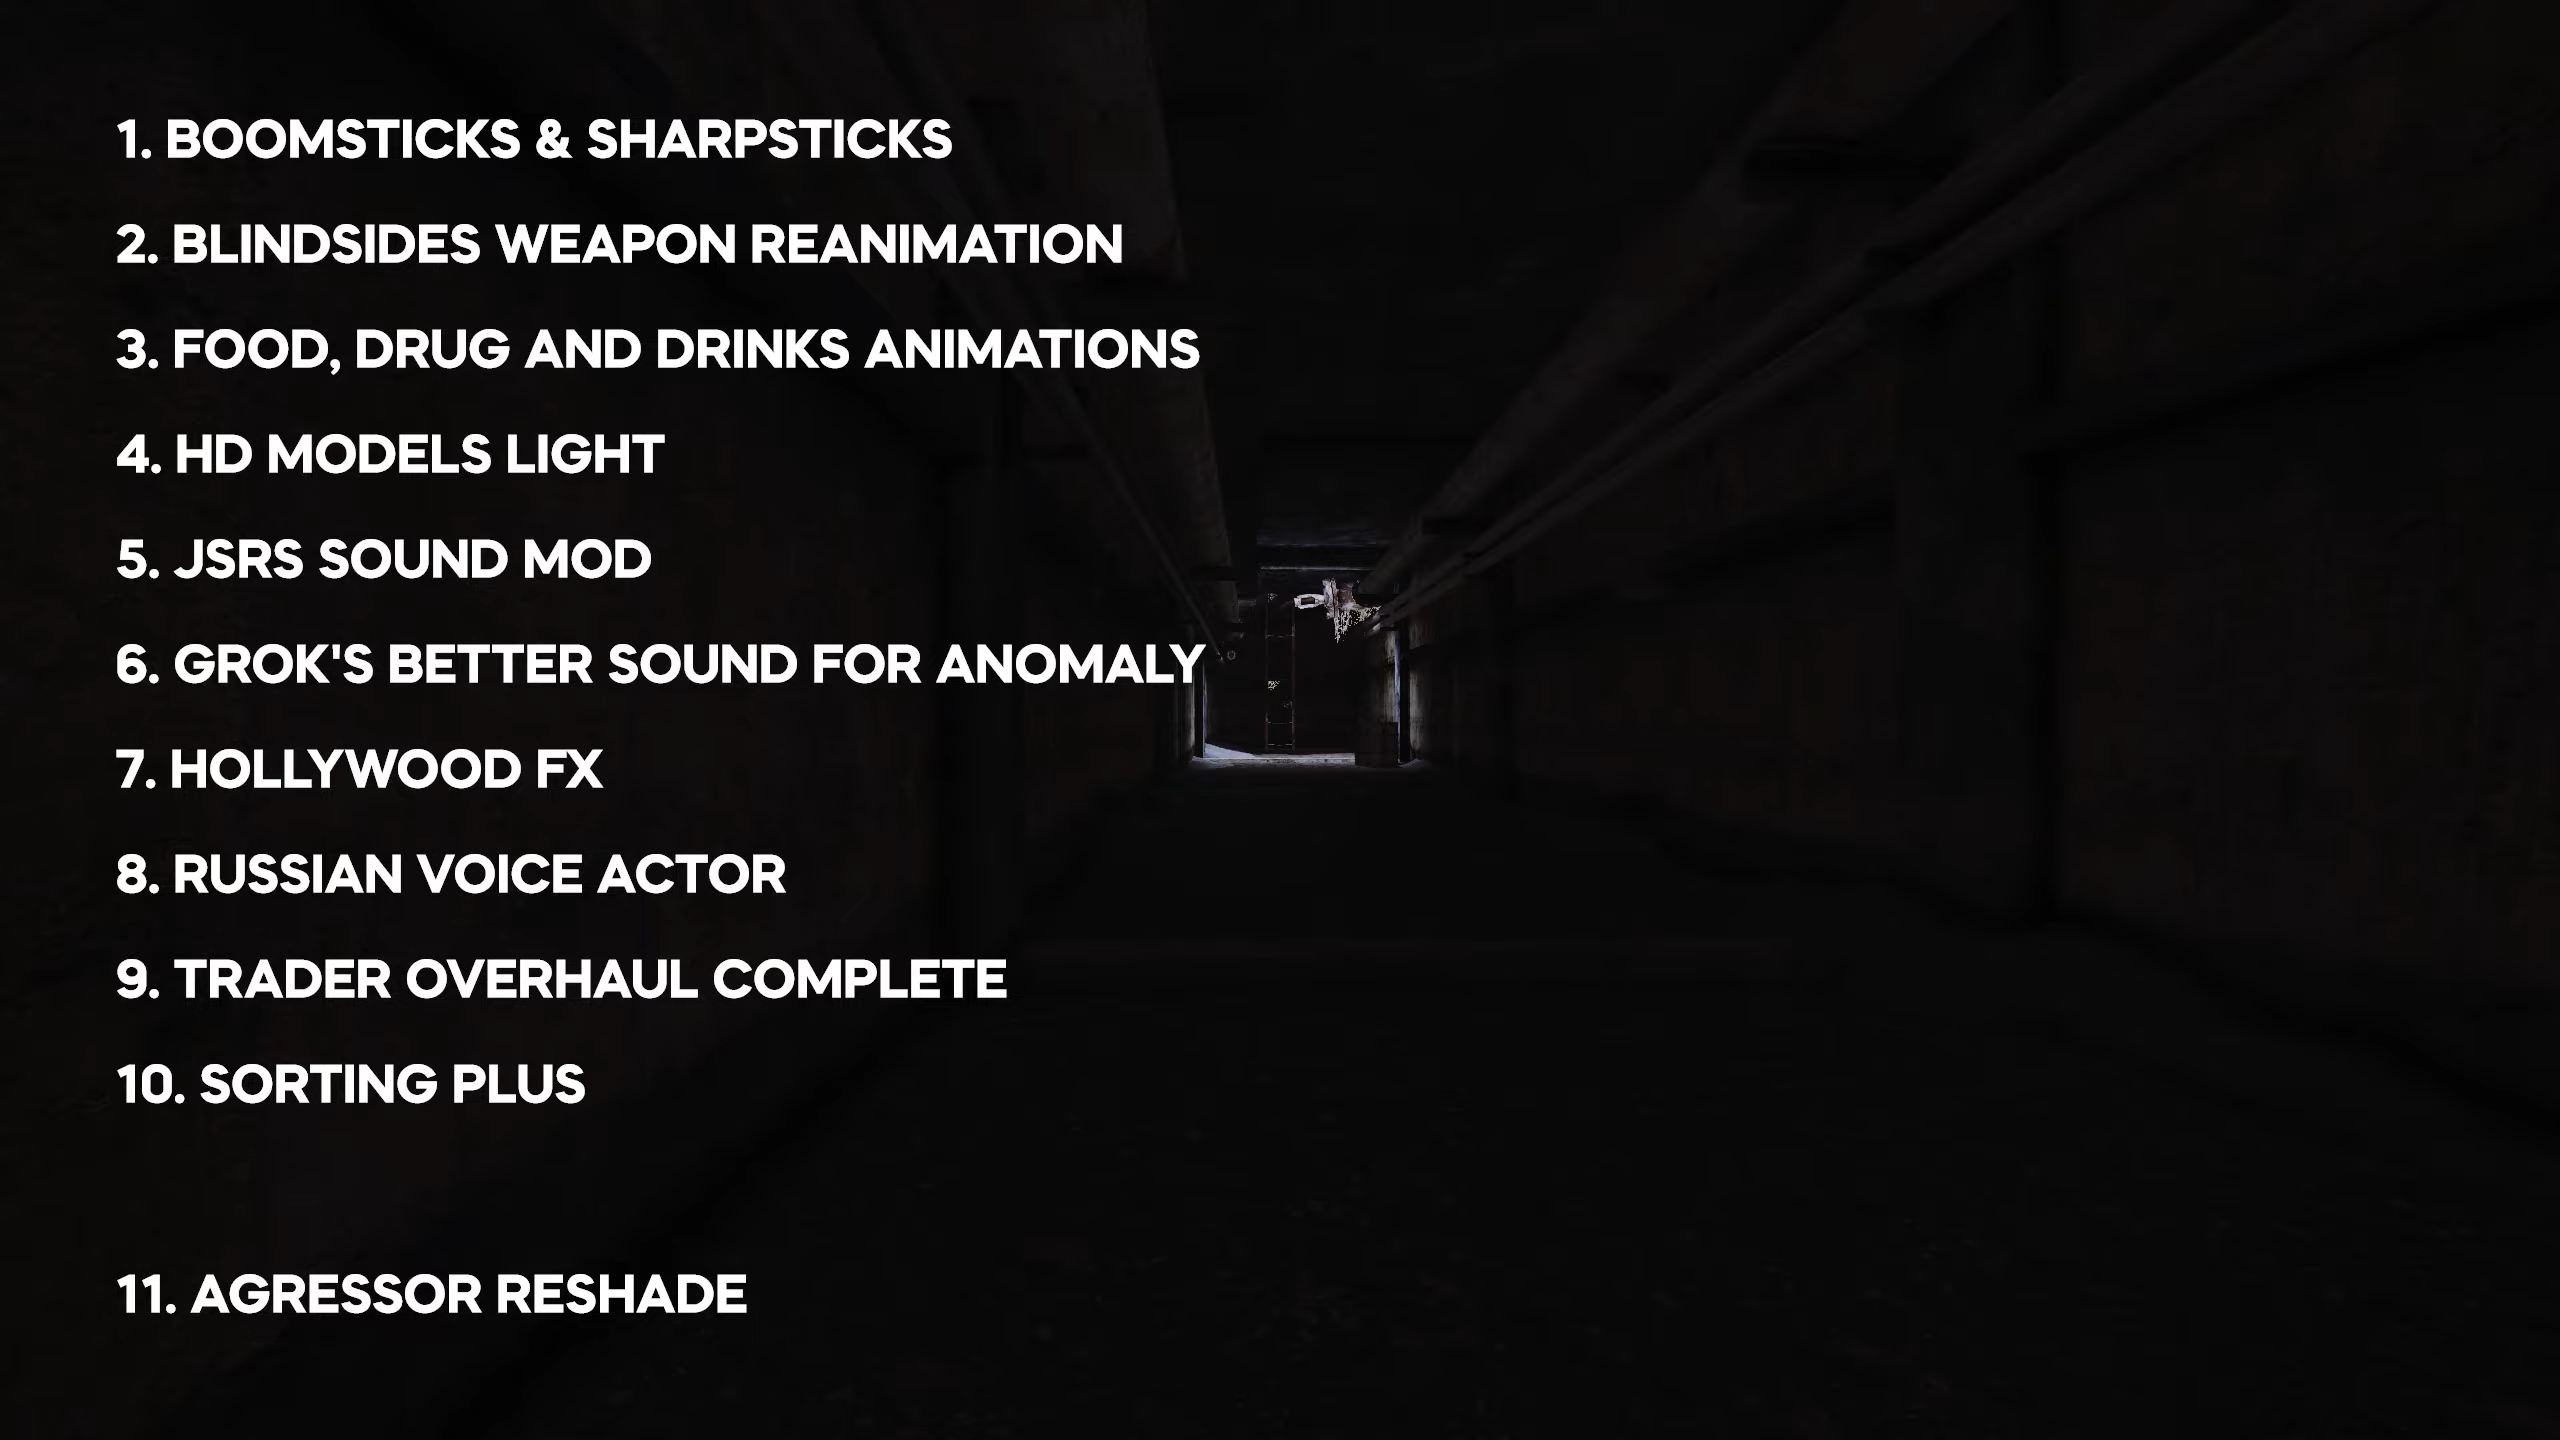 1. BOOMSTICKS & SHARPSTICKS
2. BLINDSIDES WEAPON REANIMATION
3. FOOD, DRUG AND DRINKS ANIMATIONS
4. HD MODELS LIGHT
5. JSRS SOUND MOD
6. GROK'S BETTER SOUND FOR ANOMALY
7. HOLLYWOOD FX
8. RUSSIAN VOICE ACTOR
9. TRADER OVERHAUL COMPLETE
10. SORTING PLUS
11. AGRESSOR RESHADE